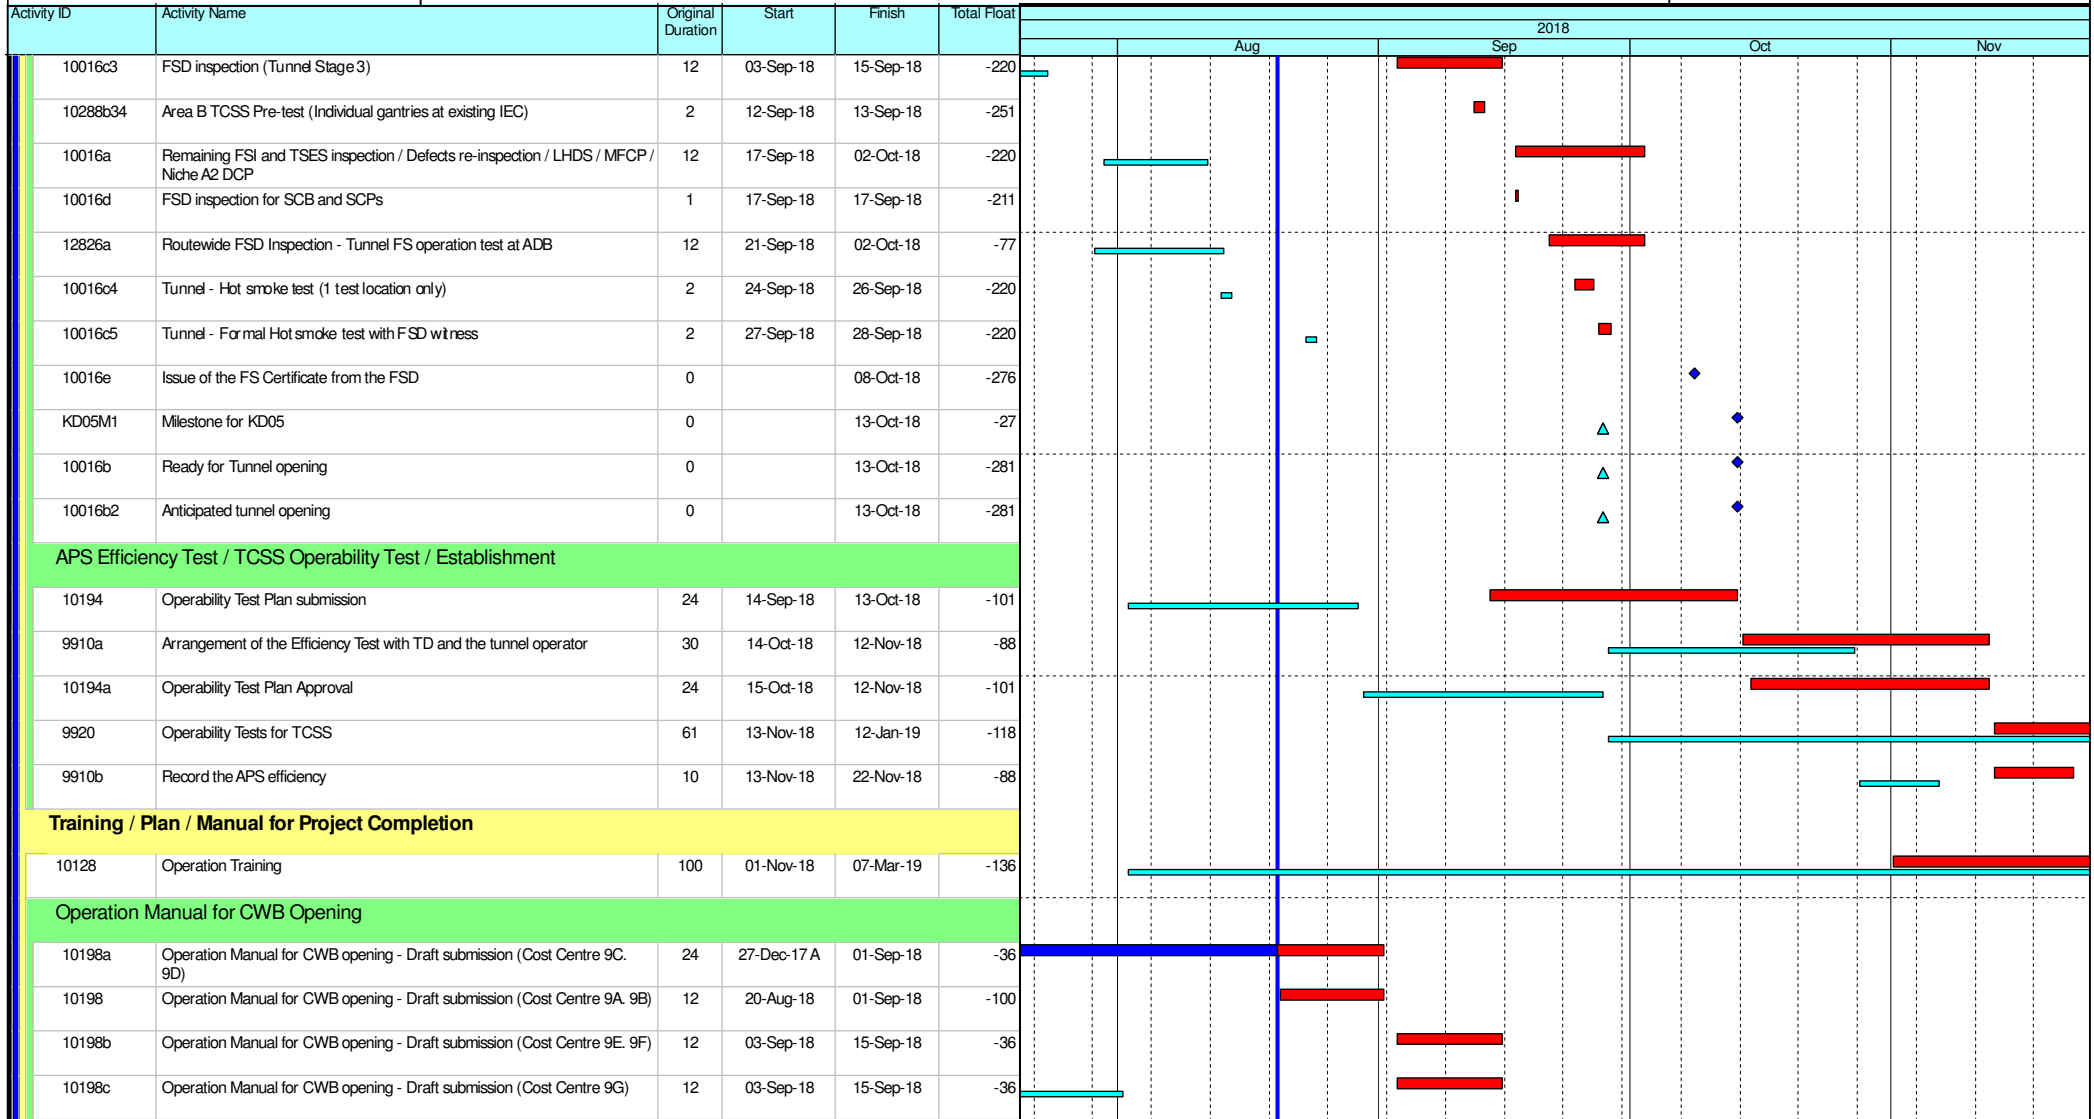 Activity ID Activity Name Original Duration Start Finish Total Float
2018
Aug Sep Oct Nov
10016c3 FSD inspection (Tunnel Stage 3) 12 03-Sep-18 15-Sep-18 -220
10288b34 Area B TCSS Pre-test (Individual gantries at existing IEC) 2 12-Sep-18 13-Sep-18 -251
10016a Remaining FSI and TSES inspection / Defects re-inspection / LHDS / MFCP / 12 17-Sep-18 02-Oct-18 -220
Niche A2 DCP
10016d FSD inspection for SCB and SCPs 1 17-Sep-18 17-Sep-18 -211
12826a Routewide FSD Inspection - Tunnel FS operation test at ADB 12 21-Sep-18 02-Oct-18 -77
10016c4 Tunnel - Hot smoke test (1 test location only) 2 24-Sep-18 26-Sep-18 -220
10016c5 Tunnel - Formal Hot smoke test with FSD witness 2 27-Sep-18 28-Sep-18 -220
10016e Issue of the FS Certificate from the FSD 0 08-Oct-18 -276
KD05M1 Milestone for KD05 0 13-Oct-18 -27
10016b Ready for Tunnel opening 0 13-Oct-18 -281
10016b2 Anticipated tunnel opening 0 13-Oct-18 -281
APS Efficiency Test / TCSS Operability Test / Establishment
10194 Operability Test Plan submission 24 14-Sep-18 13-Oct-18 -101
9910a Arrangement of the Efficiency Test with TD and the tunnel operator 30 14-Oct-18 12-Nov-18 -88
10194a Operability Test Plan Approval 24 15-Oct-18 12-Nov-18 -101
9920 Operability Tests for TCSS 61 13-Nov-18 12-Jan-19 -118
9910b Record the APS efficiency 10 13-Nov-18 22-Nov-18 -88
Training / Plan / Manual for Project Completion
10128 Operation Training 100 01-Nov-18 07-Mar-19 -136
Operation Manual for CWB Opening
10198a Operation Manual for CWB opening - Draft submission (Cost Centre 9C. 24 27-Dec-17 A 01-Sep-18 -36
9D)
10198 Operation Manual for CWB opening - Draft submission (Cost Centre 9A. 9B) 12 20-Aug-18 01-Sep-18 -100
10198b Operation Manual for CWB opening - Draft submission (Cost Centre 9E. 9F) 12 03-Sep-18 15-Sep-18 -36
10198c Operation Manual for CWB opening - Draft submission (Cost Centre 9G) 12 03-Sep-18 15-Sep-18 -36